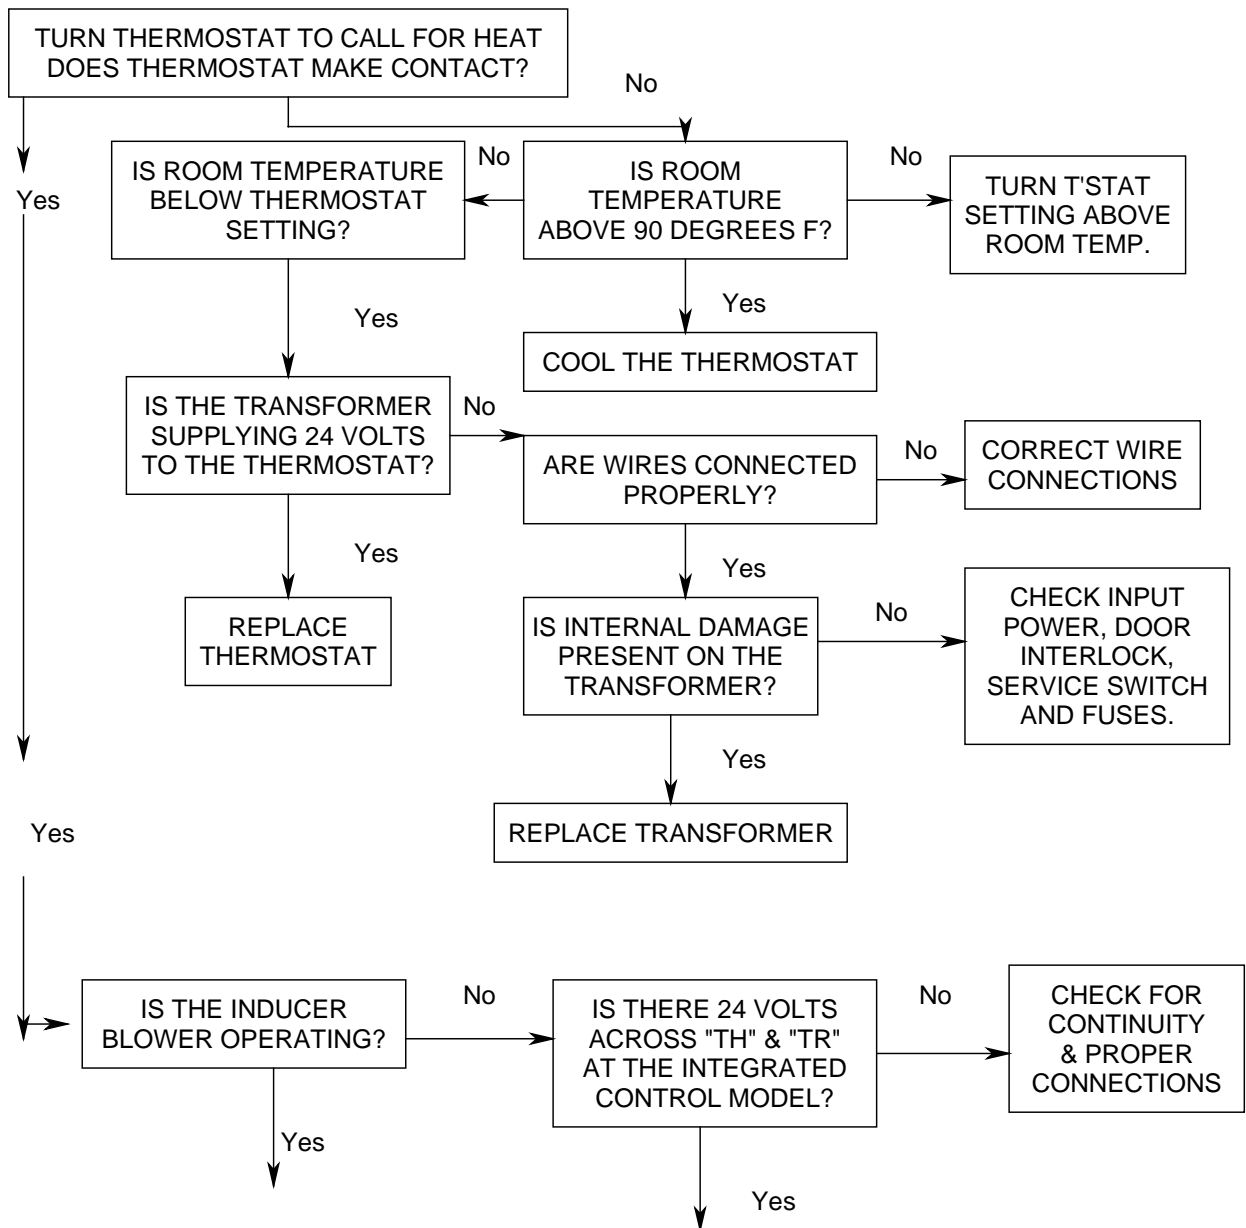 TURN THERMOSTAT TO CALL FOR HEAT
DOES THERMOSTAT MAKE CONTACT?
No
Yes
IS ROOM TEMPERATURE
BELOW THERMOSTAT
SETTING?
No
IS ROOM
TEMPERATURE
ABOVE 90 DEGREES F?
No
TURN T'STAT
SETTING ABOVE
ROOM TEMP.
Yes
Yes
COOL THE THERMOSTAT
IS THE TRANSFORMER
SUPPLYING 24 VOLTS
TO THE THERMOSTAT?
No
ARE WIRES CONNECTED
PROPERLY?
No
CORRECT WIRE
CONNECTIONS
Yes
Yes
REPLACE
THERMOSTAT
IS INTERNAL DAMAGE
PRESENT ON THE
TRANSFORMER?
No
CHECK INPUT
POWER, DOOR
INTERLOCK,
SERVICE SWITCH
AND FUSES.
Yes
REPLACE TRANSFORMER
Yes
IS THE INDUCER
BLOWER OPERATING?
No
IS THERE 24 VOLTS
ACROSS "TH" & "TR"
AT THE INTEGRATED
CONTROL MODEL?
No
CHECK FOR
CONTINUITY
& PROPER
CONNECTIONS
Yes
Yes